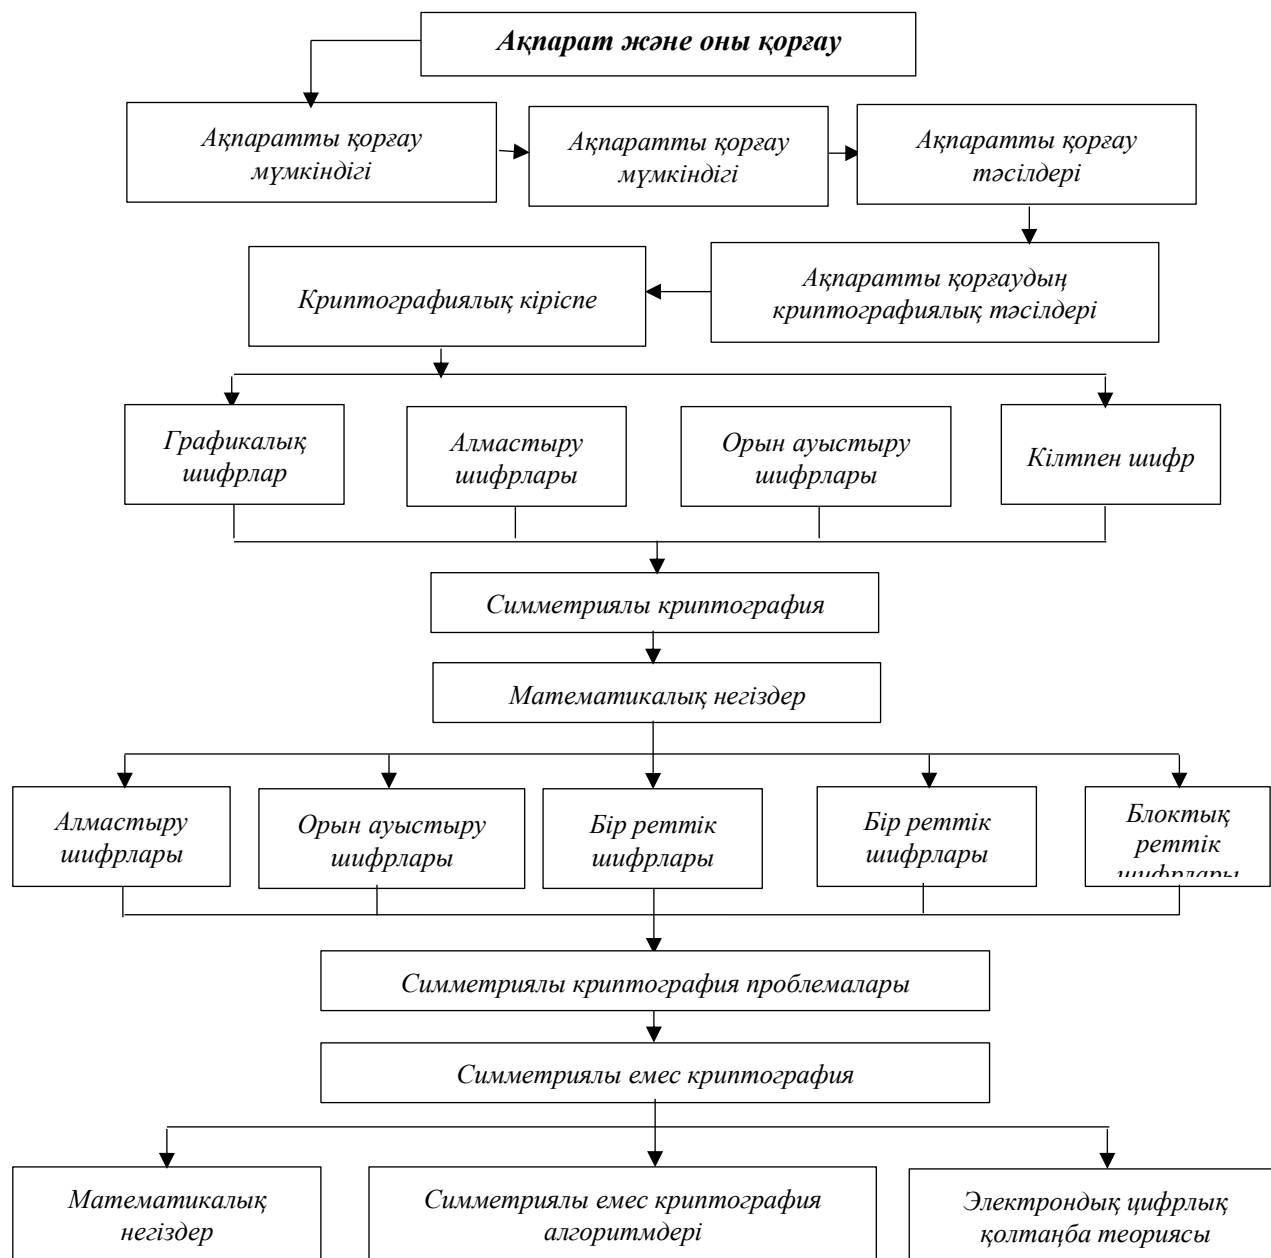 Ақпарат және оны қорғау
Ақпаратты қорғау
мүмкіндігі
Ақпаратты қорғау
мүмкіндігі
Ақпаратты қорғау
тәсілдері
Криптографиялық кіріспе
Ақпаратты қорғаудың
криптографиялық тәсілдері
Графикалық
шифрлар
Алмастыру
шифрлары
Орын ауыстыру
шифрлары
Кілтпен шифр
Симметриялы криптография
Математикалық негіздер
Алмастыру
шифрлары
Орын ауыстыру
шифрлары
Бір реттік
шифрлары
Бір реттік
шифрлары
Блоктық
реттік
шифрлары
Симметриялы криптография проблемалары
Симметриялы емес криптография
Математикалық
негіздер
Симметриялы емес криптография
алгоритмдері
Электрондық цифрлық
қолтаңба теориясы